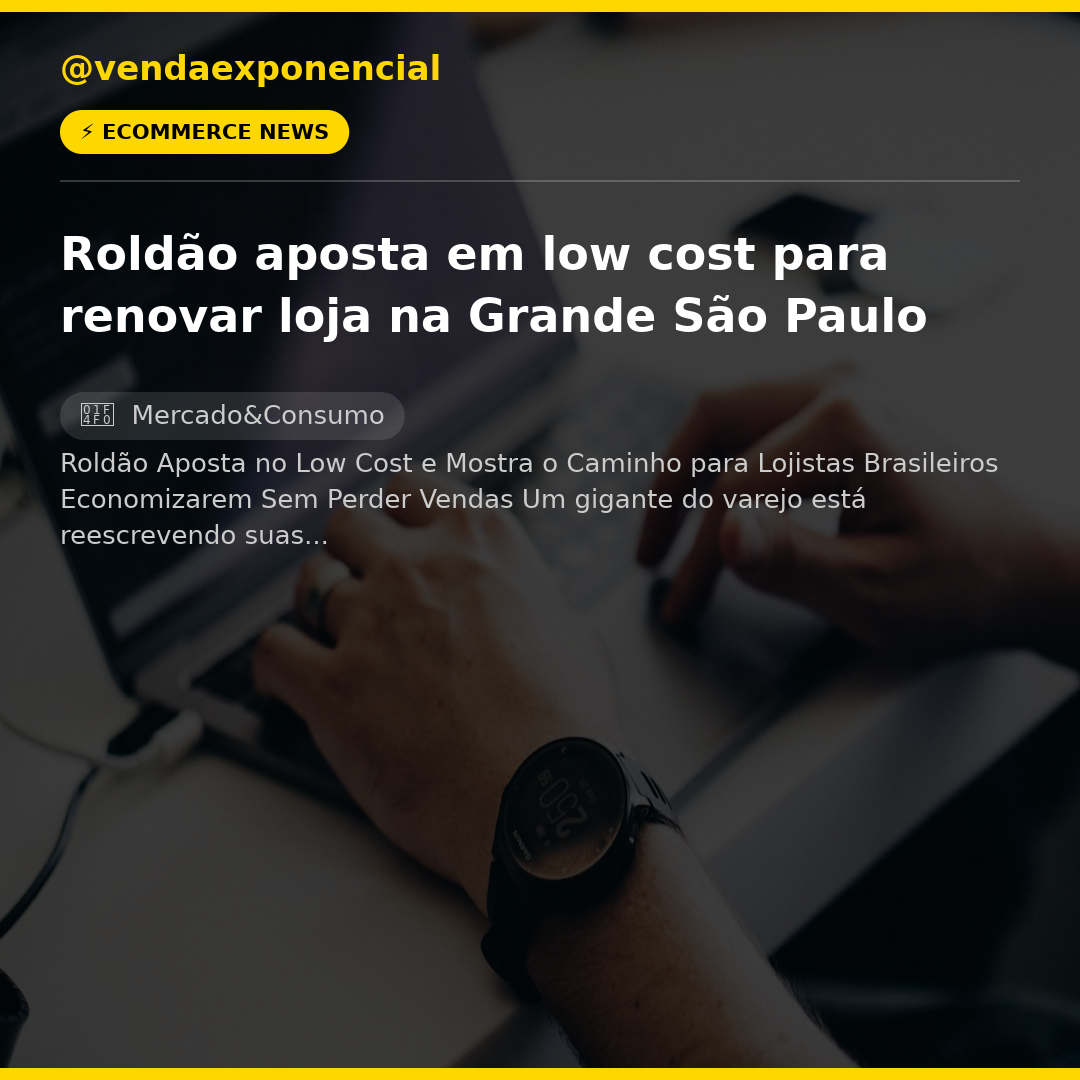 @vendaexponencial
⚡ ECOMMERCE NEWS
Roldão aposta em low cost para
renovar loja na Grande São Paulo
Mercado&Consumo
Roldão Aposta no Low Cost e Mostra o Caminho para Lojistas Brasileiros
Economizarem Sem Perder Vendas Um gigante do varejo está
reescrevendo suas...
250
GARMIN